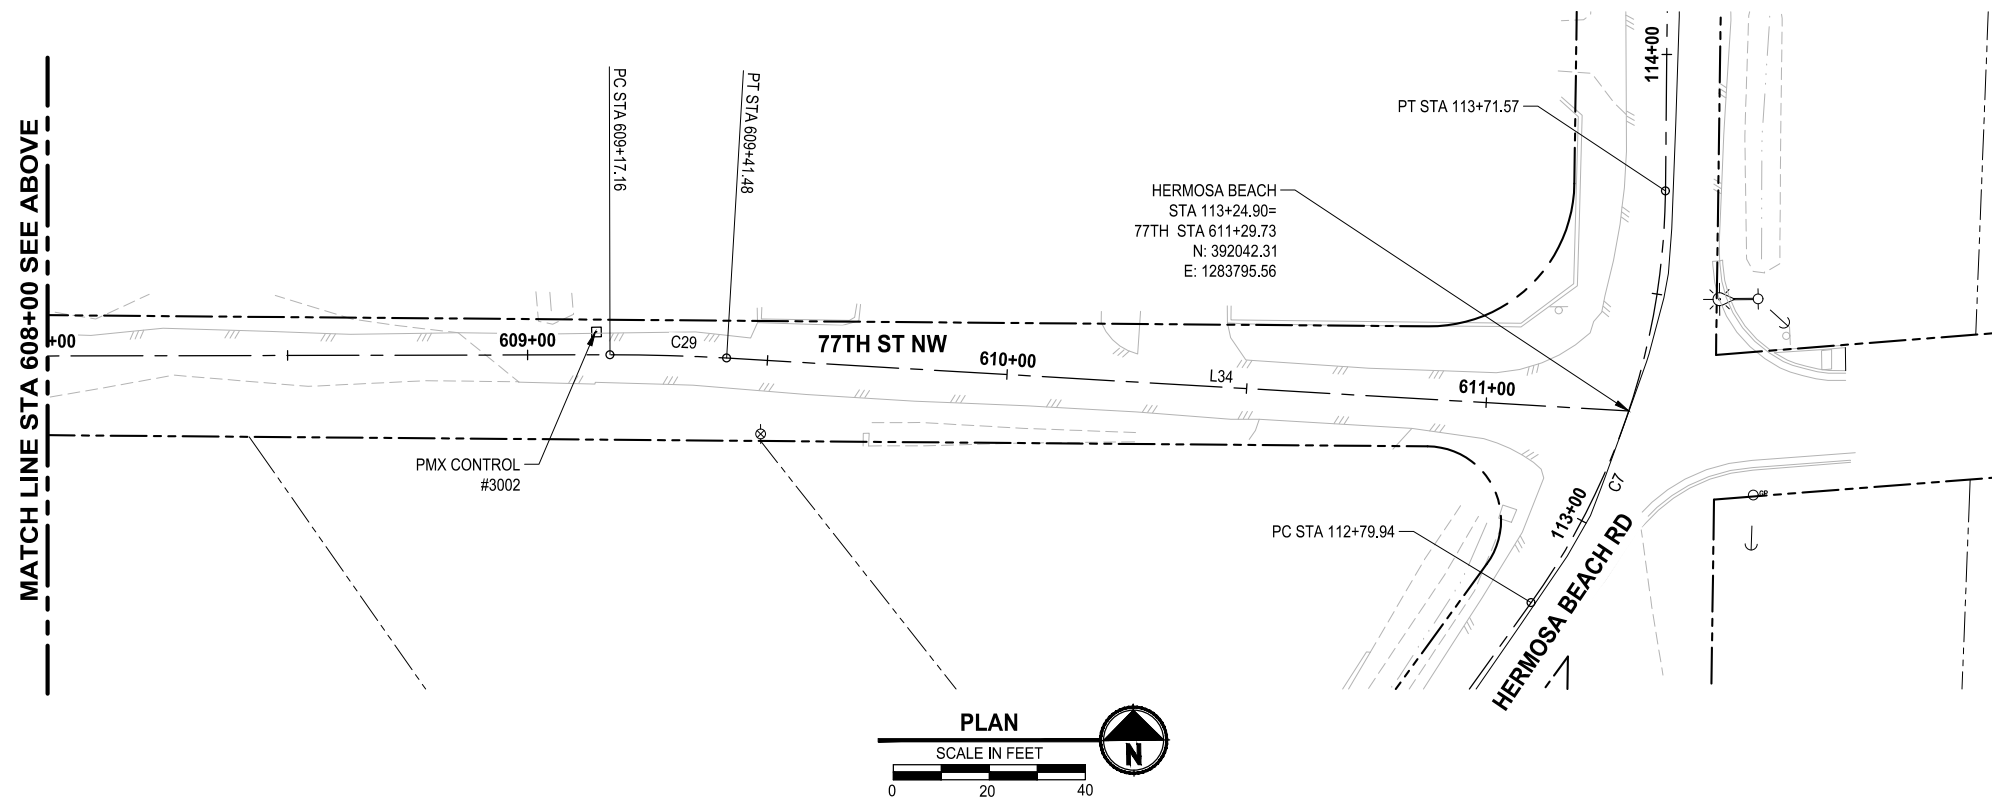 MATCH LINE STA 608+00 SEE ABOVE
+00
PC STA 609+17.16
PT STA 609+41.48
609+00
C29
77TH ST NW
610+00
L34
611+00
PMX CONTROL
#3002
HERMOSA BEACH
STA 113+24.90=
77TH STA 611+29.73
N: 392042.31
E: 1283795.56
PT STA 113+71.57
114+00
PC STA 112+79.94
113+00
C7
HERMOSA BEACH RD
GP
PLAN
SCALE IN FEET
0 20 40
N